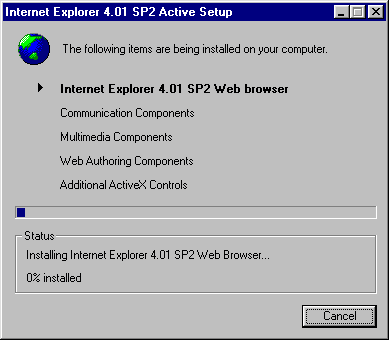 Internet Explorer 4.01 SP2 Active Setup
The following items are being installed on your computer.
Internet Explorer 4.01 SP2 Web browser
Communication Components
Multimedia Components
Web Authoring Components
Additional ActiveX Controls
Status
Installing Internet Explorer 4.01 SP2 Web Browser...
0% installed
Cancel